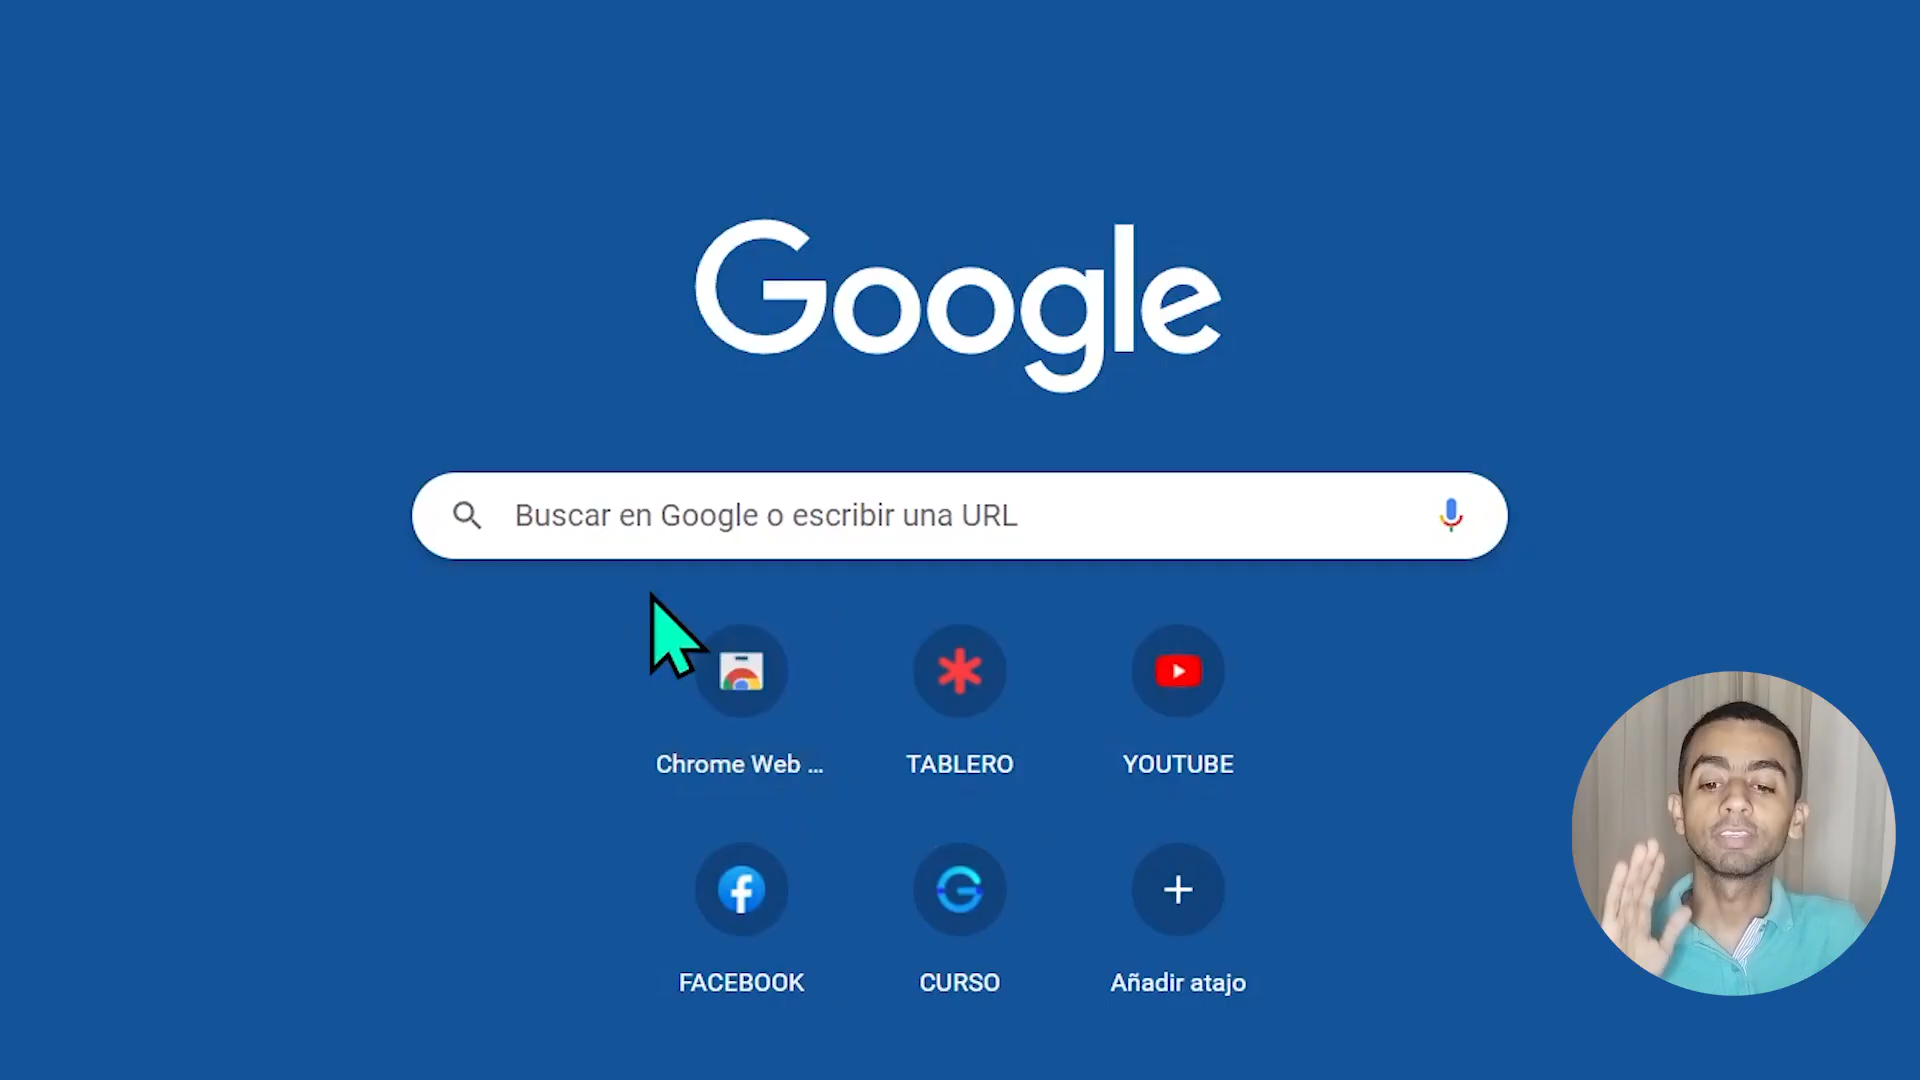 Google
Buscar en Google o escribir una URL
Chrome Web ...
TABLERO
YOUTUBE
FACEBOOK
CURSO
Añadir atajo